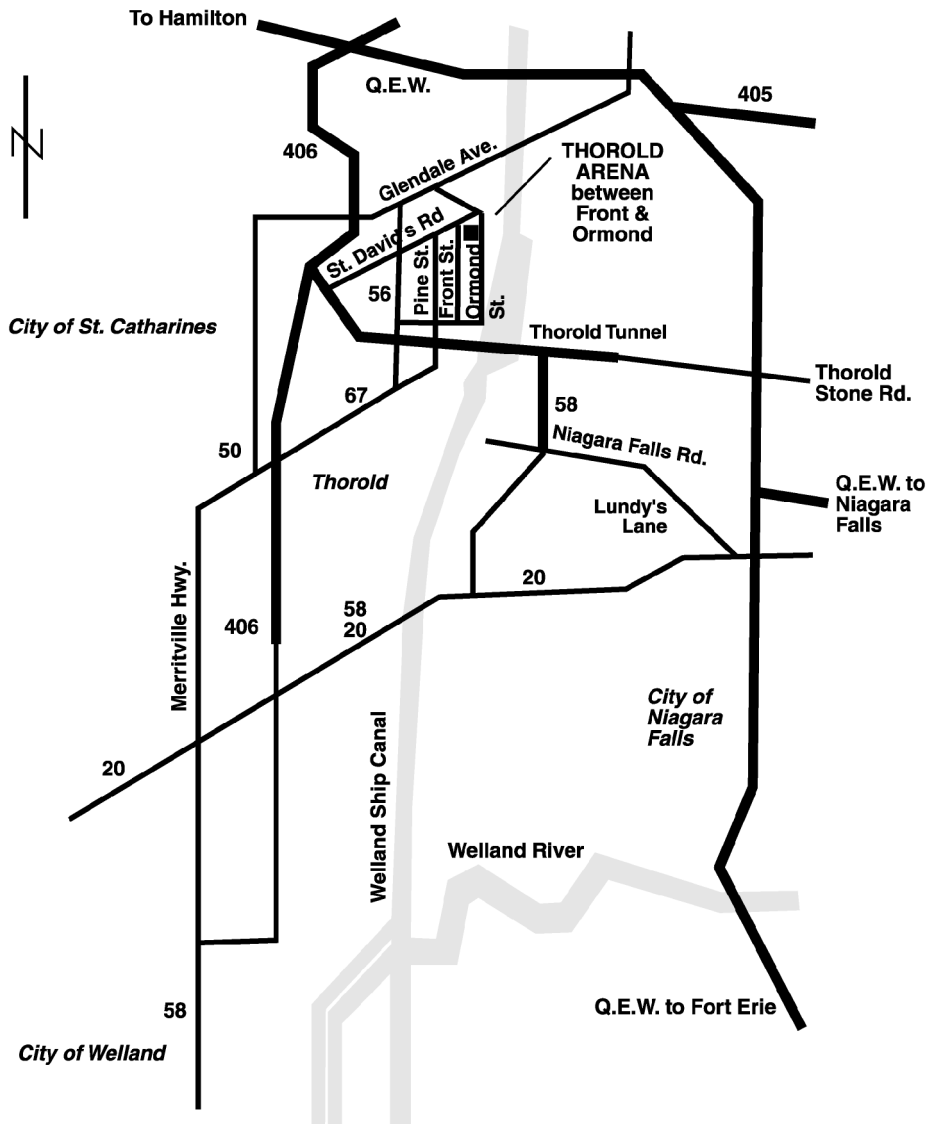 To Hamilton
Q.E.W.
405
406
THOROLD
ARENA
between
Front &
Ormond
Glendale Ave.
St. David's Rd
Pine St.
Front St.
Ormond
St.
56
City of St. Catharines
Thorold Tunnel
Thorold
Stone Rd.
67
58
50
Niagara Falls Rd.
Thorold
Q.E.W. to
Niagara
Falls
Lundy's
Lane
20
Merritville Hwy.
58
20
406
City of
Niagara
Falls
20
Welland Ship Canal
Welland River
58
Q.E.W. to Fort Erie
City of Welland
N